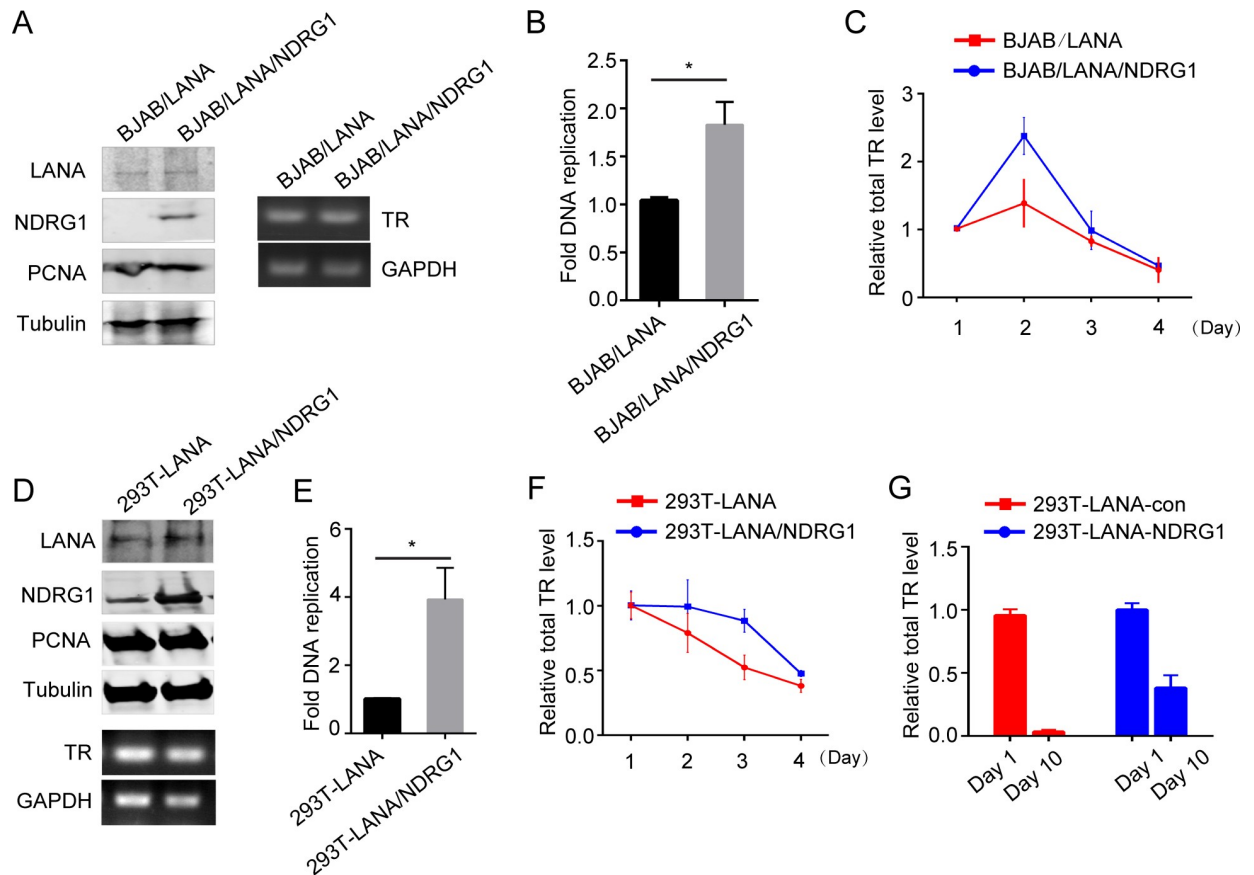 A
BJAB/LANA
BJAB/LANA/NDRG1
LANA
NDRG1
PCNA
Tubulin
BJAB/LANA
BJAB/LANA/NDRG1
TR
GAPDH
B
*
Fold DNA replication
2.5
2.0
1.5
1.0
0.5
0.0
BJAB/LANA
BJAB/LANA/NDRG1
C
BJAB/LANA
BJAB/LANA/NDRG1
Relative total TR level
3
2
1
0
1 2 3 4 (Day)
D
293T-LANA
293T-LANA/NDRG1
LANA
NDRG1
PCNA
Tubulin
TR
GAPDH
E
*
Fold DNA replication
6
4
2
0
293T-LANA
293T-LANA/NDRG1
F
293T-LANA
293T-LANA/NDRG1
Relative total TR level
1.5
1.0
0.5
0.0
1 2 3 4 (Day)
G
293T-LANA-con
293T-LANA-NDRG1
Relative total TR level
1.5
1.0
0.5
0.0
Day 1
Day 10
Day 1
Day 10